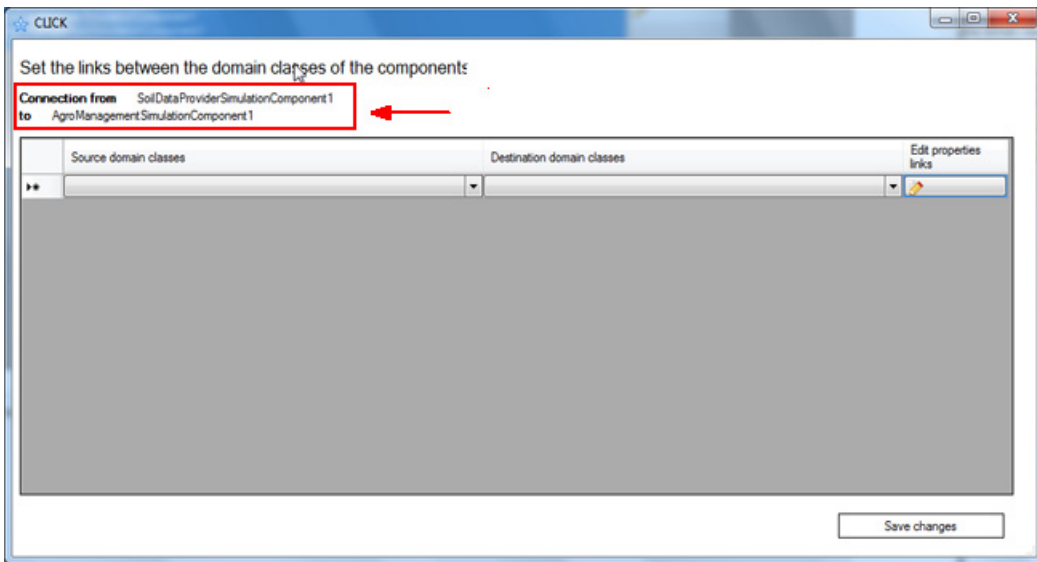 CLICK
Set the links between the domain classes of the components
Connection from SoilDataProviderSimulationComponent1
to AgroManagementSimulationComponent1
Source domain classes
Destination domain classes
Edit properties
links
Save changes